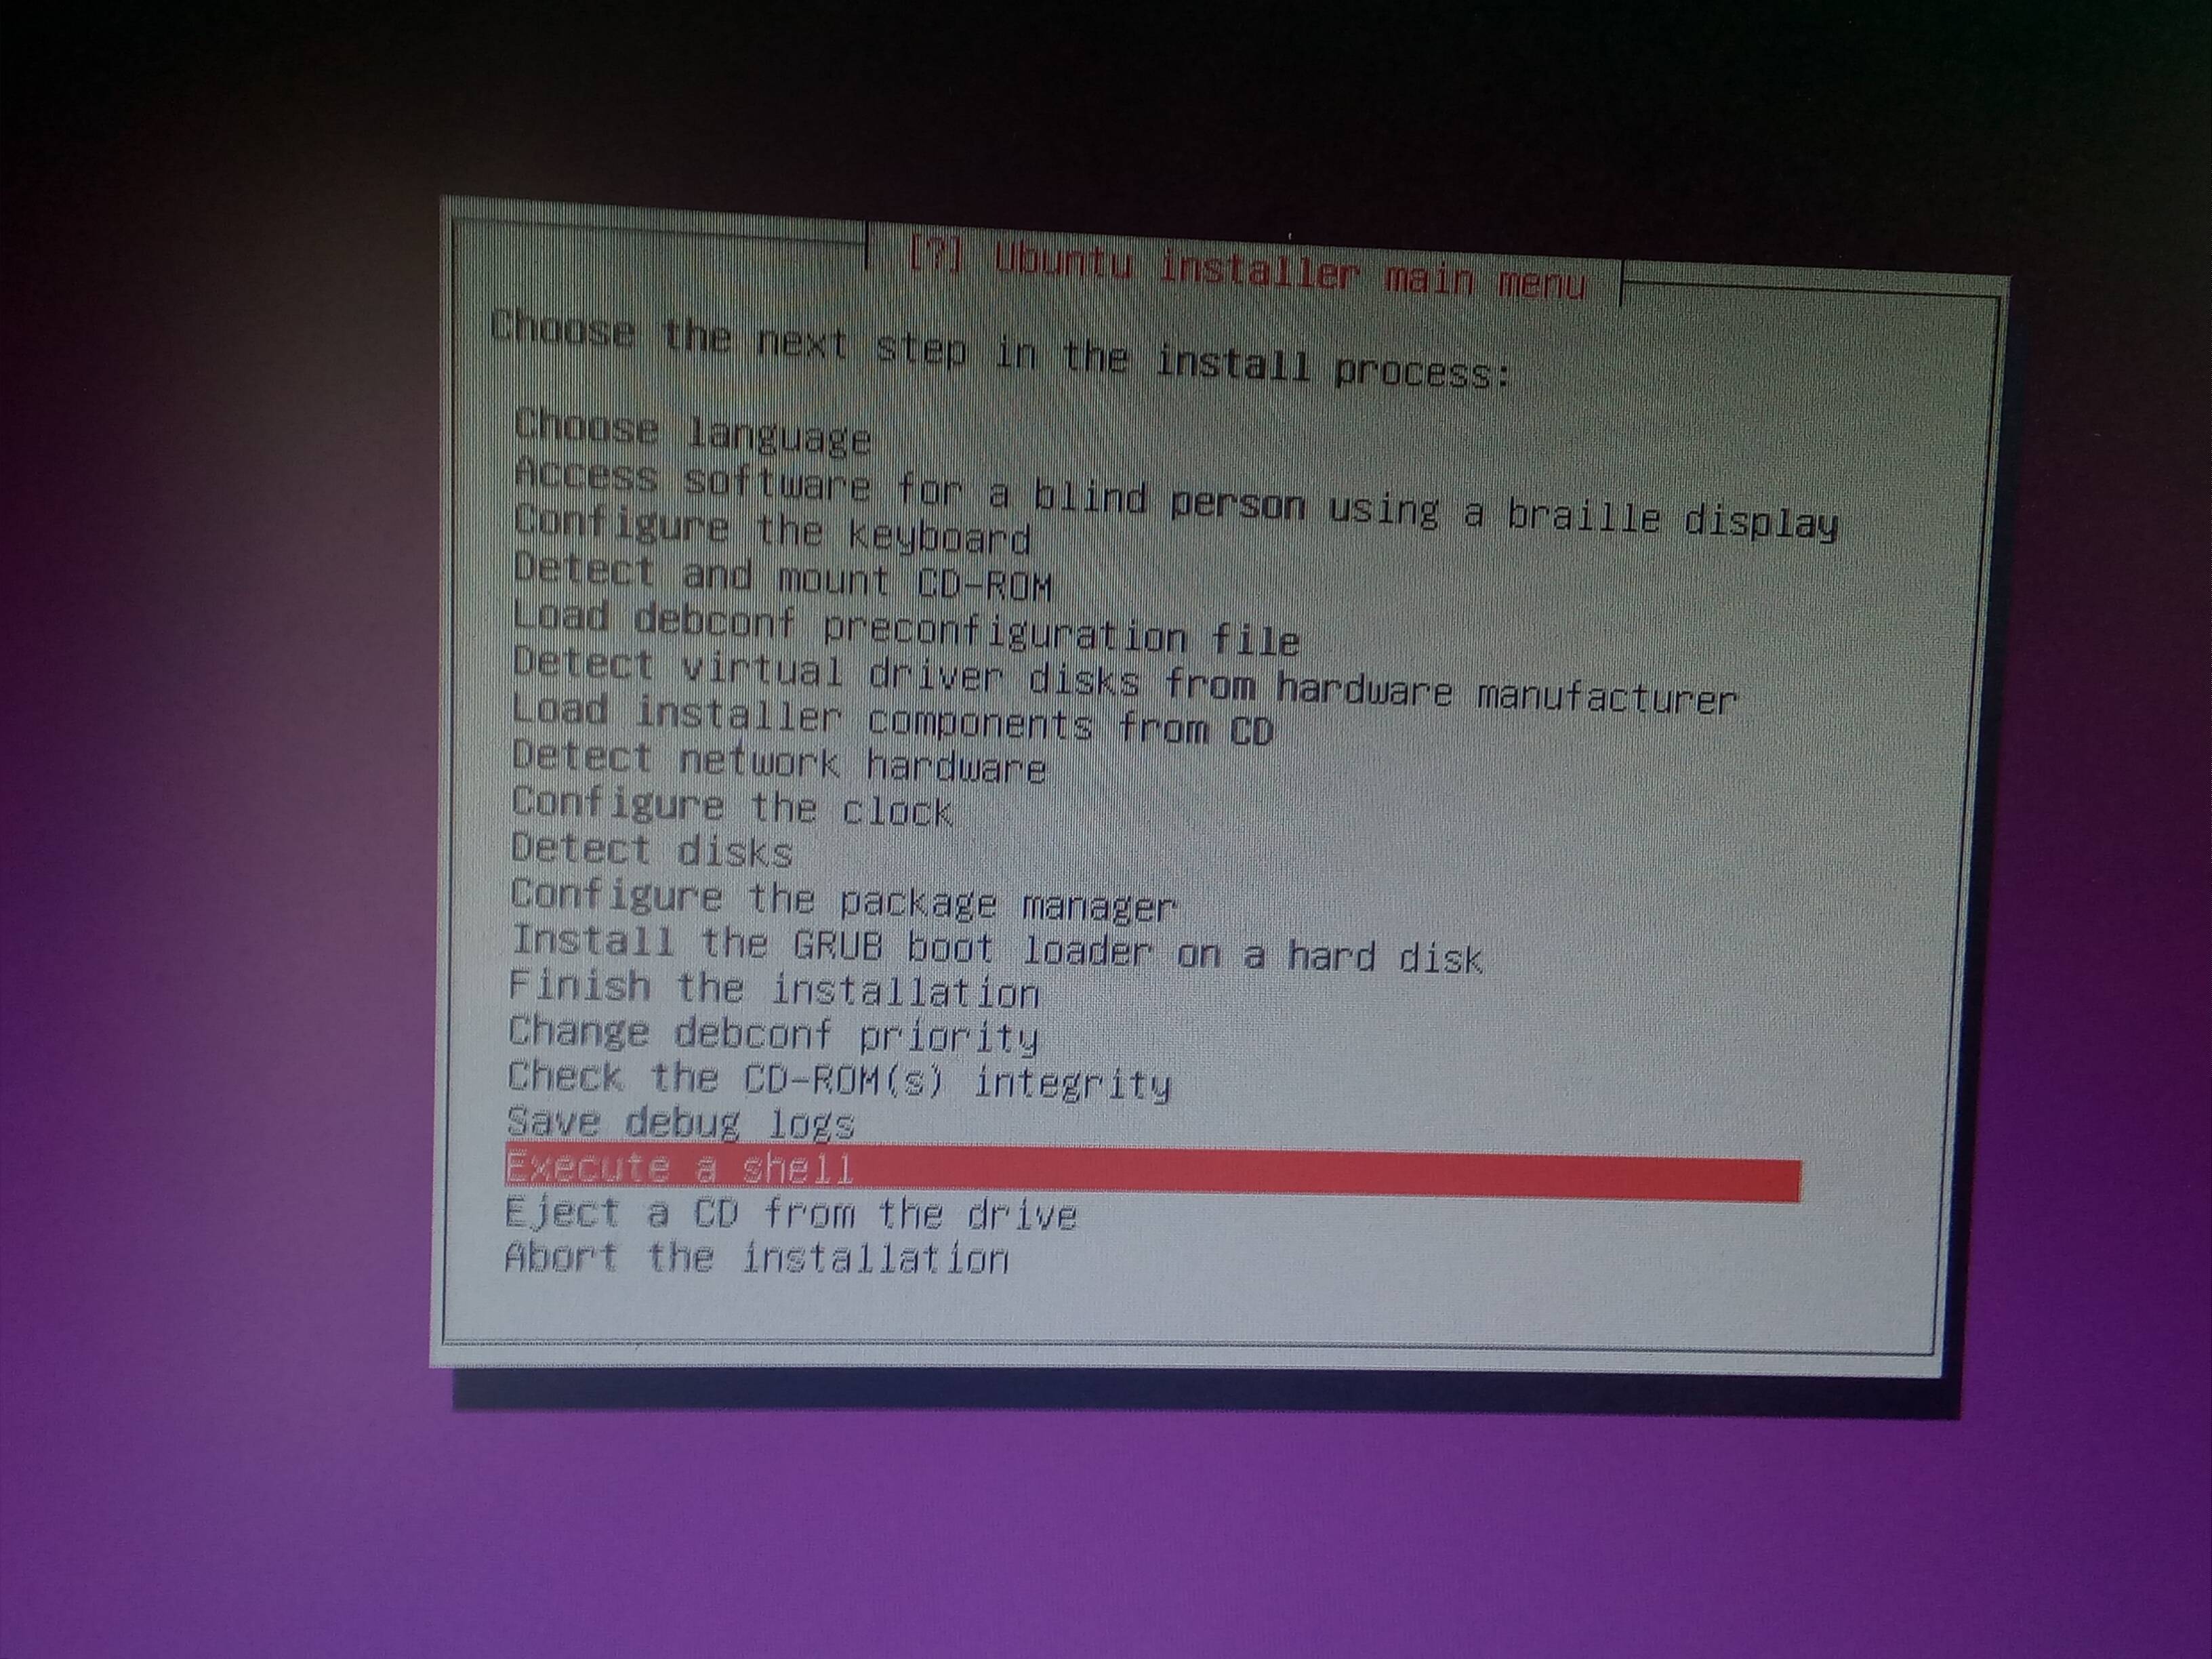 [?] Ubuntu installer main menu
Choose the next step in the install process:
Choose language
Access software for a blind person using a braille display
Configure the keyboard
Detect and mount CD-ROM
Load debconf preconfiguration file
Detect virtual driver disks from hardware manufacturer
Load installer components from CD
Detect network hardware
Configure the clock
Detect disks
Configure the package manager
Install the GRUB boot loader on a hard disk
Finish the installation
Change debconf priority
Check the CD-ROM(s) integrity
Save debug logs
Execute a shell
Eject a CD from the drive
Abort the installation